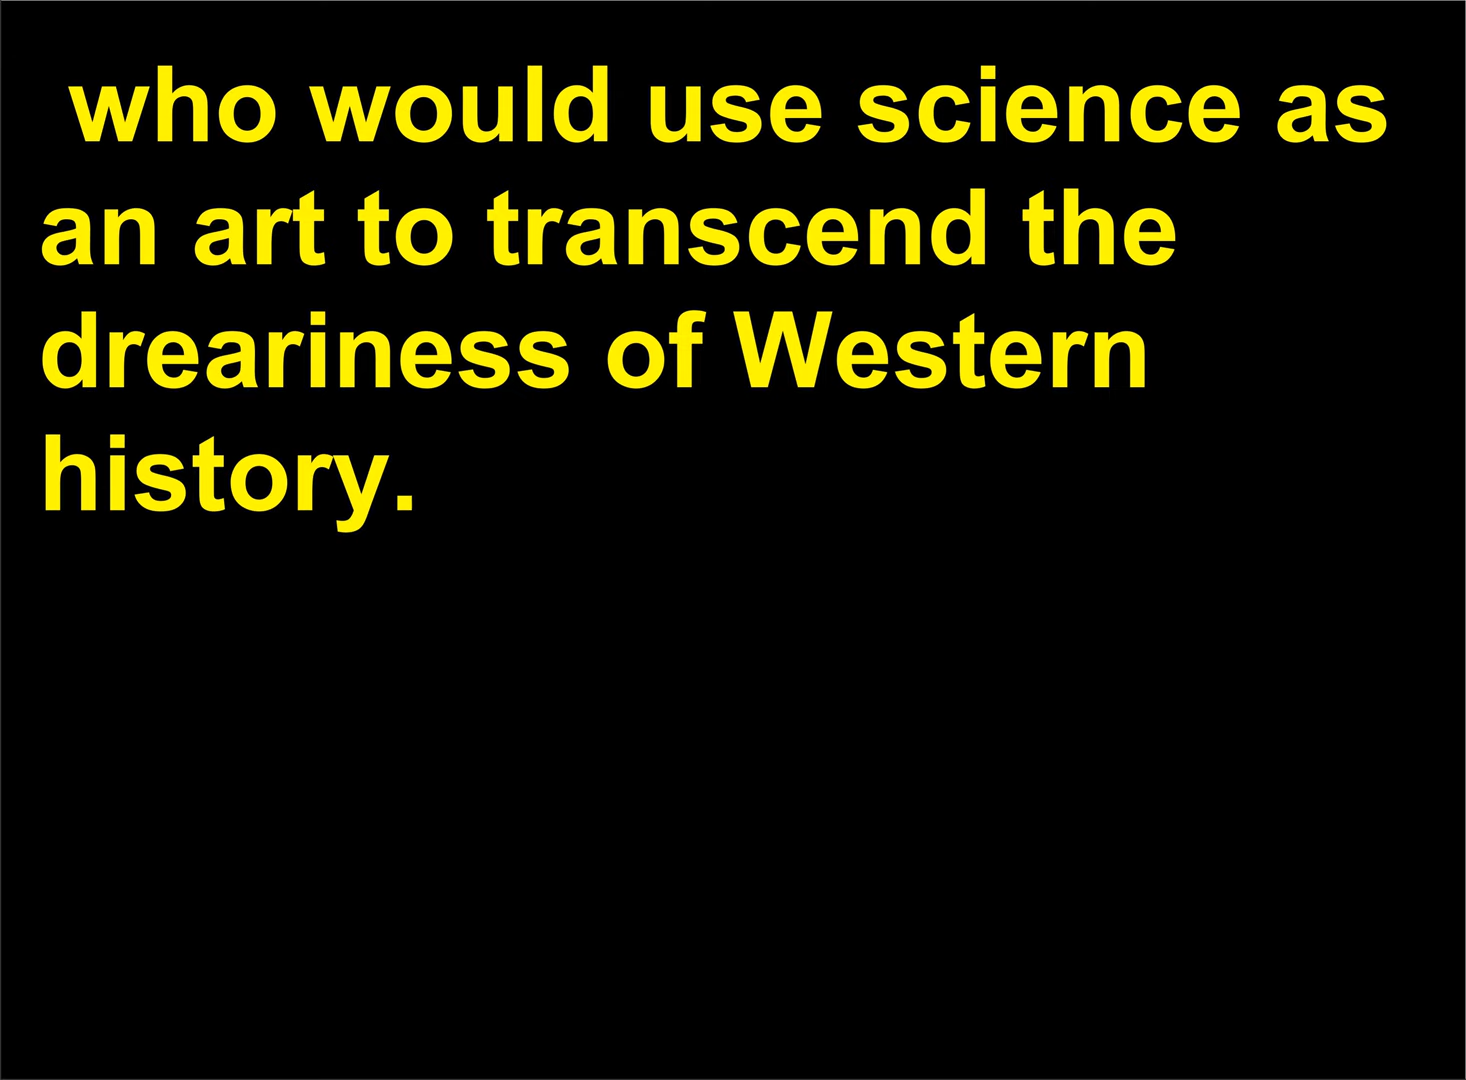 who would use science as
an art to transcend the
dreariness of Western
history.